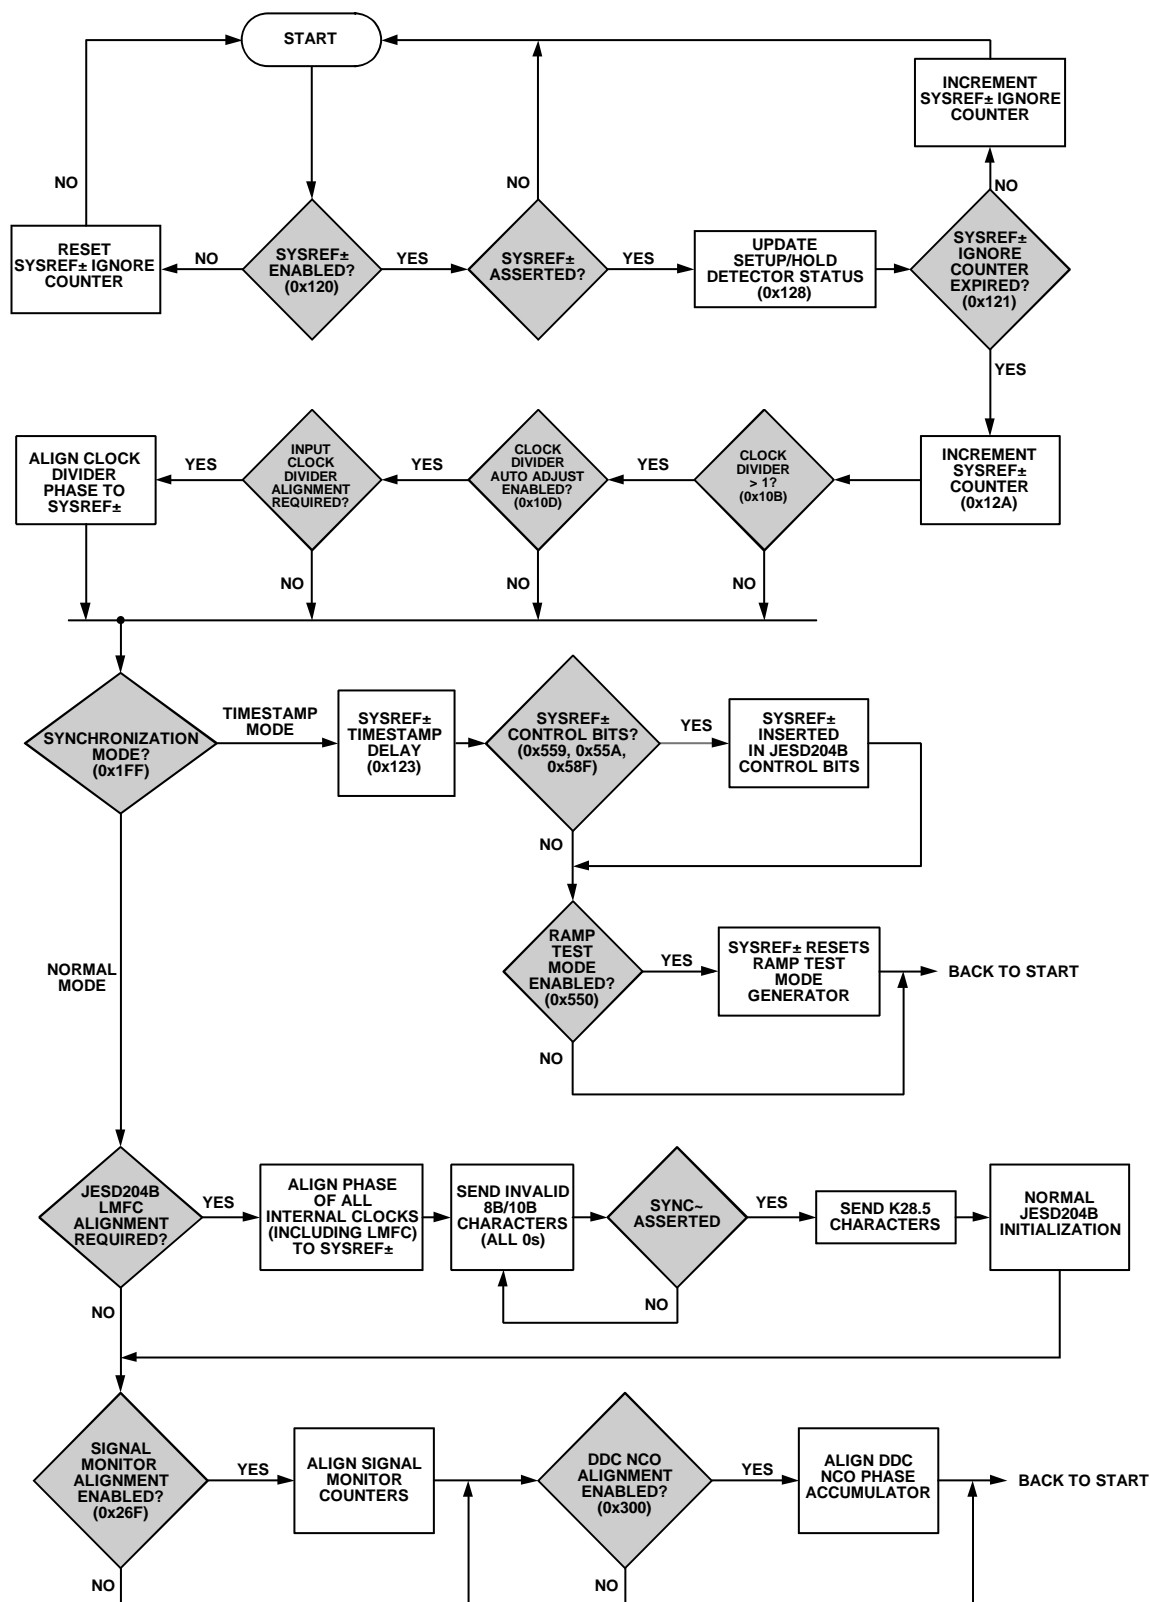 START
INCREMENT
SYSREF± IGNORE
COUNTER
NO
NO
NO
RESET
SYSREF± IGNORE
COUNTER
NO
SYSREF±
ENABLED?
(0x120)
YES
SYSREF±
ASSERTED?
YES
UPDATE
SETUP/HOLD
DETECTOR STATUS
(0x128)
SYSREF±
IGNORE
COUNTER
EXPIRED?
(0x121)
YES
ALIGN CLOCK
DIVIDER
PHASE TO
SYSREF±
YES
INPUT
CLOCK
DIVIDER
ALIGNMENT
REQUIRED?
YES
CLOCK
DIVIDER
AUTO ADJUST
ENABLED?
(0x10D)
YES
CLOCK
DIVIDER
> 1?
(0x10B)
INCREMENT
SYSREF±
COUNTER
(0x12A)
NO
NO
NO
SYNCHRONIZATION
MODE?
(0x1FF)
TIMESTAMP
MODE
SYSREF±
TIMESTAMP
DELAY
(0x123)
SYSREF±
CONTROL BITS?
(0x559, 0x55A,
0x58F)
YES
SYSREF±
INSERTED
IN JESD204B
CONTROL BITS
NO
NORMAL
MODE
RAMP
TEST
MODE
ENABLED?
(0x550)
YES
SYSREF± RESETS
RAMP TEST
MODE
GENERATOR
BACK TO START
NO
JESD204B
LMFC
ALIGNMENT
REQUIRED?
YES
ALIGN PHASE
OF ALL
INTERNAL CLOCKS
(INCLUDING LMFC)
TO SYSREF±
SEND INVALID
8B/10B
CHARACTERS
(ALL 0s)
SYNC~
ASSERTED
YES
SEND K28.5
CHARACTERS
NORMAL
JESD204B
INITIALIZATION
NO
NO
SIGNAL
MONITOR
ALIGNMENT
ENABLED?
(0x26F)
YES
ALIGN SIGNAL
MONITOR
COUNTERS
DDC NCO
ALIGNMENT
ENABLED?
(0x300)
YES
ALIGN DDC
NCO PHASE
ACCUMULATOR
BACK TO START
NO
NO